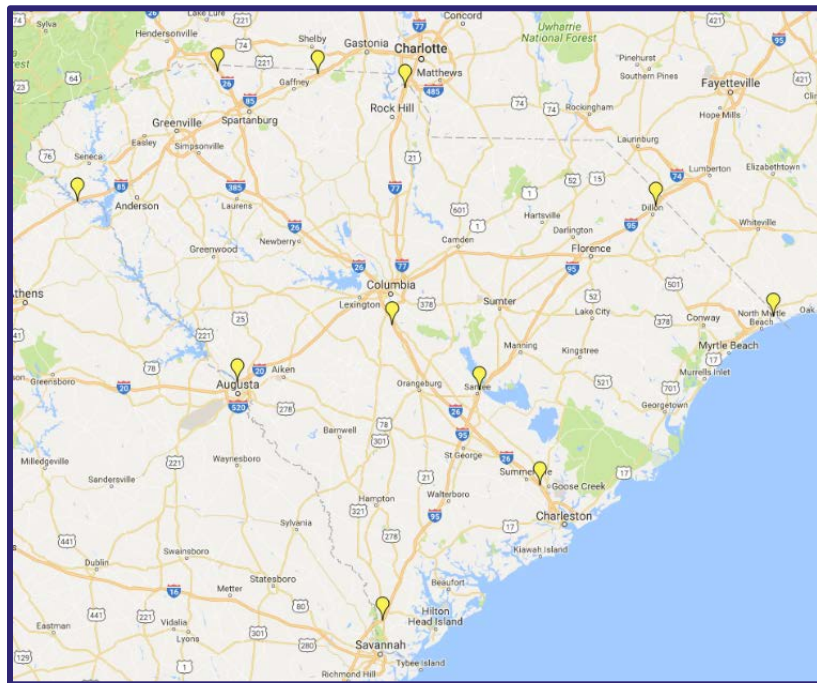 Lake Lure
Concord
Sylva
Hendersonville
Shelby
Gastonia
Charlotte
Uwharrie
National Forest
Pinehurst
Southern Pines
Fayetteville
Matthews
Gaffney
Rock Hill
Spartanburg
Greenville
Rockingham
Hope Mills
Easley
Simpsonville
Laurinburg
Seneca
Lumberton
Elizabethtown
Anderson
Laurens
Hartsville
Dillon
Darlington
Whiteville
Greenwood
Newberry
Camden
Florence
Columbia
Athens
Lexington
Sumter
Lake City
Conway
North Myrtle
Beach
Oak
Myrtle Beach
Manning
Kingstree
Murrells Inlet
Greensboro
Aiken
Augusta
Orangeburg
Santee
Georgetown
Barnwell
St George
Milledgeville
Waynesboro
Sandersville
Summerville
Goose Creek
Hampton
Walterboro
Charleston
Sylvania
Kiawah Island
Dublin
Swainsboro
Statesboro
Metter
Beaufort
Hilton
Head Island
Eastman
Vidalia
Lyons
Savannah
Tybee Island
Richmond Hill